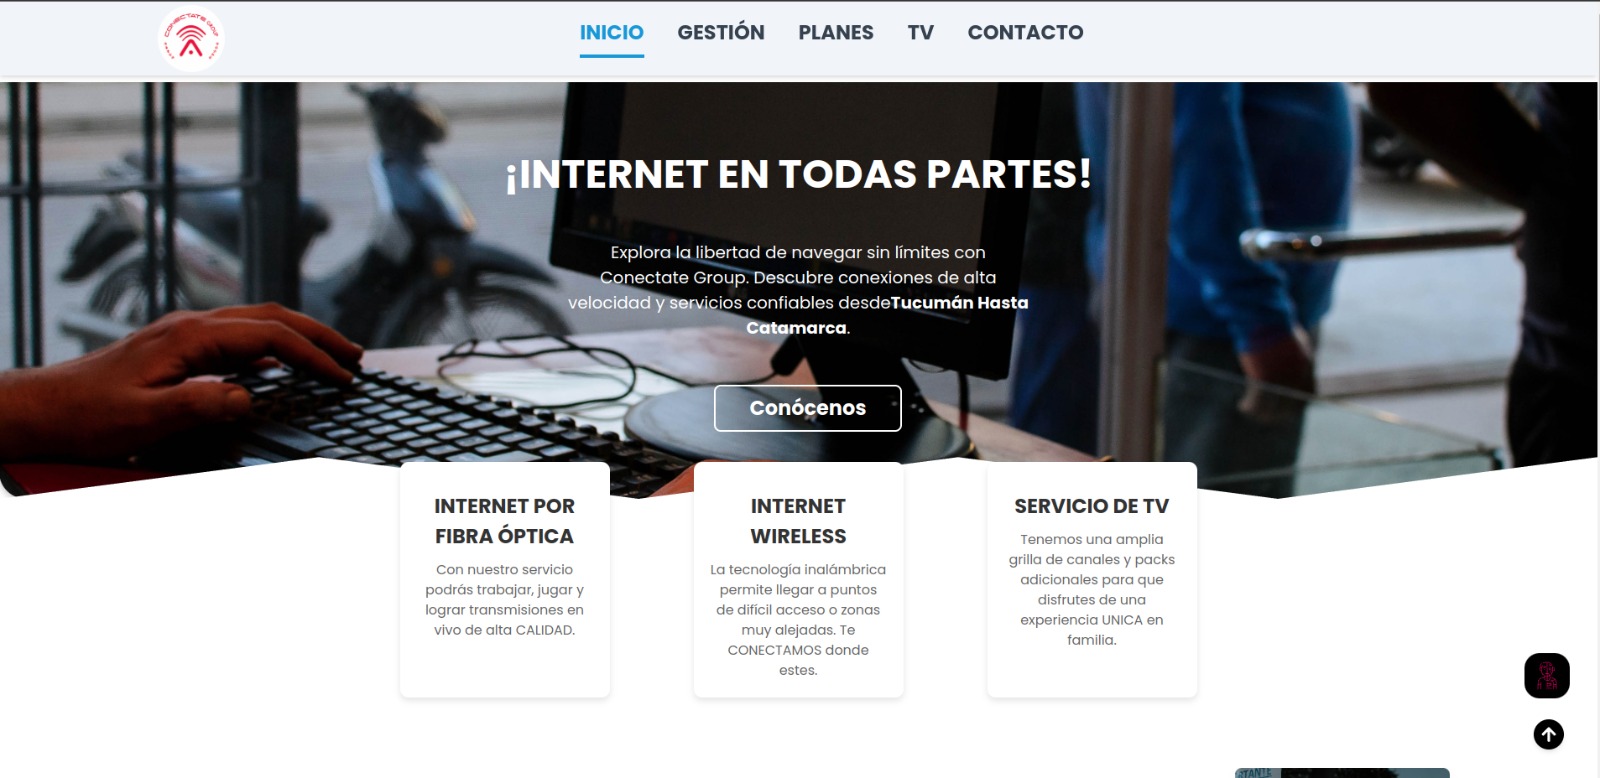 CONECTATE GROUP
INICIO
GESTIÓN
PLANES
TV
CONTACTO
¡INTERNET EN TODAS PARTES!
Explora la libertad de navegar sin límites con
Conectate Group. Descubre conexiones de alta
velocidad y servicios confiables desdeTucumán Hasta
Catamarca.
Conócenos
INTERNET POR
FIBRA ÓPTICA
Con nuestro servicio
podrás trabajar, jugar y
lograr transmisiones en
vivo de alta CALIDAD.
INTERNET
WIRELESS
La tecnología inalámbrica
permite llegar a puntos
de difícil acceso o zonas
muy alejadas. Te
CONECTAMOS donde
estes.
SERVICIO DE TV
Tenemos una amplia
grilla de canales y packs
adicionales para que
disfrutes de una
experiencia UNICA en
familia.